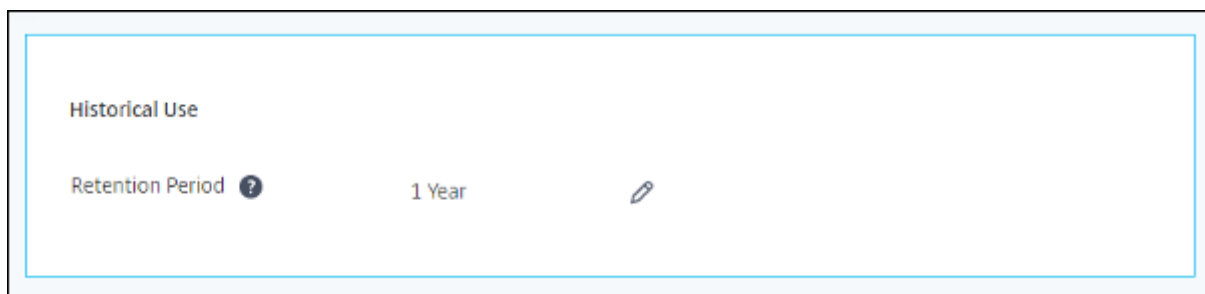 Historical Use
Retention Period ? 1 Year